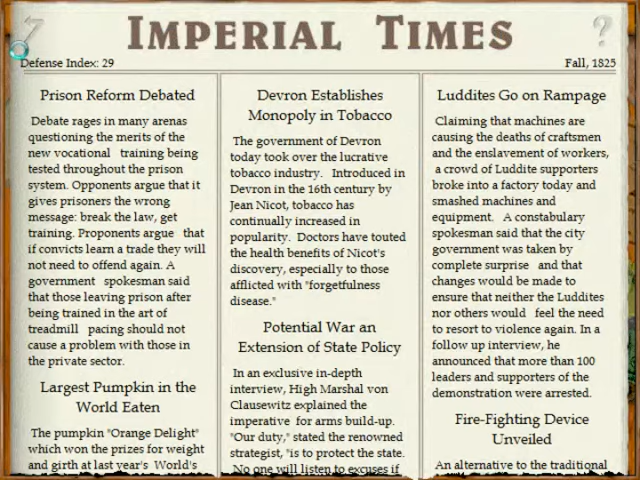 IMPERIAL TIMES
?
Defense Index: 29
Fall, 1825
Prison Reform Debated
Debate rages in many arenas
questioning the merits of the
new vocational training being
tested throughout the prison
system. Opponents argue that it
gives prisoners the wrong
message: break the law, get
training. Proponents argue that
if convicts learn a trade they will
not need to offend again. A
government spokesman said
that those leaving prison after
being trained in the art of
treadmill pacing should not
cause a problem with those in
the private sector.
Largest Pumpkin in the
World Eaten
The pumpkin "Orange Delight"
which won the prizes for weight
and girth at last year's World's
Devron Establishes
Monopoly in Tobacco
The government of Devron
today took over the lucrative
tobacco industry. Introduced in
Devron in the 16th century by
Jean Nicot, tobacco has
continually increased in
popularity. Doctors have touted
the health benefits of Nicot's
discovery, especially to those
afflicted with "forgetfulness
disease."
Potential War an
Extension of State Policy
In an exclusive in-depth
interview, High Marshal von
Clausewitz explained the
imperative for arms build-up.
"Our duty," stated the renowned
strategist, "is to protect the state.
No one will listen to excuses if
Luddites Go on Rampage
Claiming that machines are
causing the deaths of craftsmen
and the enslavement of workers,
a crowd of Luddite supporters
broke into a factory today and
smashed machines and
equipment. A constabulary
spokesman said that the city
government was taken by
complete surprise and that
changes would be made to
ensure that neither the Luddites
nor others would feel the need
to resort to violence again. In a
follow up interview, he
announced that more than 100
leaders and supporters of the
demonstration were arrested.
Fire-Fighting Device
Unveiled
An alternative to the traditional